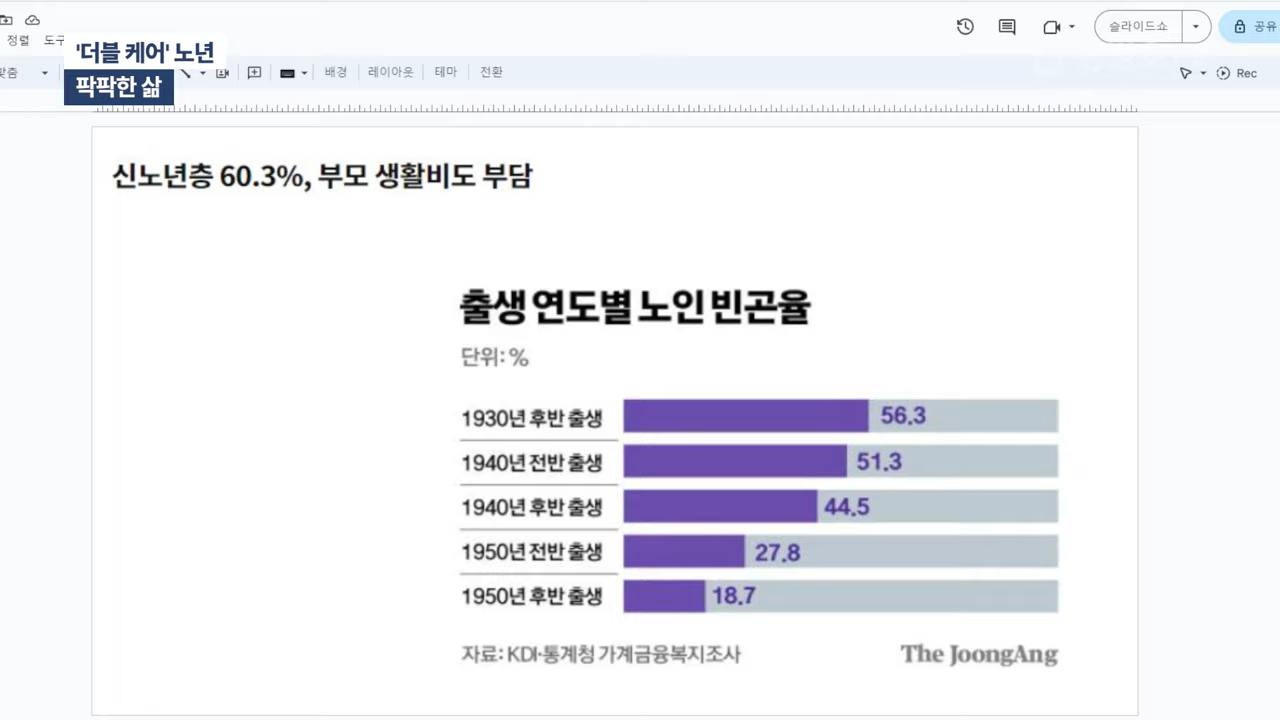 정렬
도구
'더블 케어' 노년
팍팍한 삶
슬라이드쇼
공유
맞춤
배경
레이아웃
테마
전환
Rec
신노년층 60.3%, 부모 생활비도 부담
출생 연도별 노인 빈곤율
단위: %
1930년 후반 출생 56.3
1940년 전반 출생 51.3
1940년 후반 출생 44.5
1950년 전반 출생 27.8
1950년 후반 출생 18.7
자료: KDI·통계청 가계금융복지조사
The JoongAng